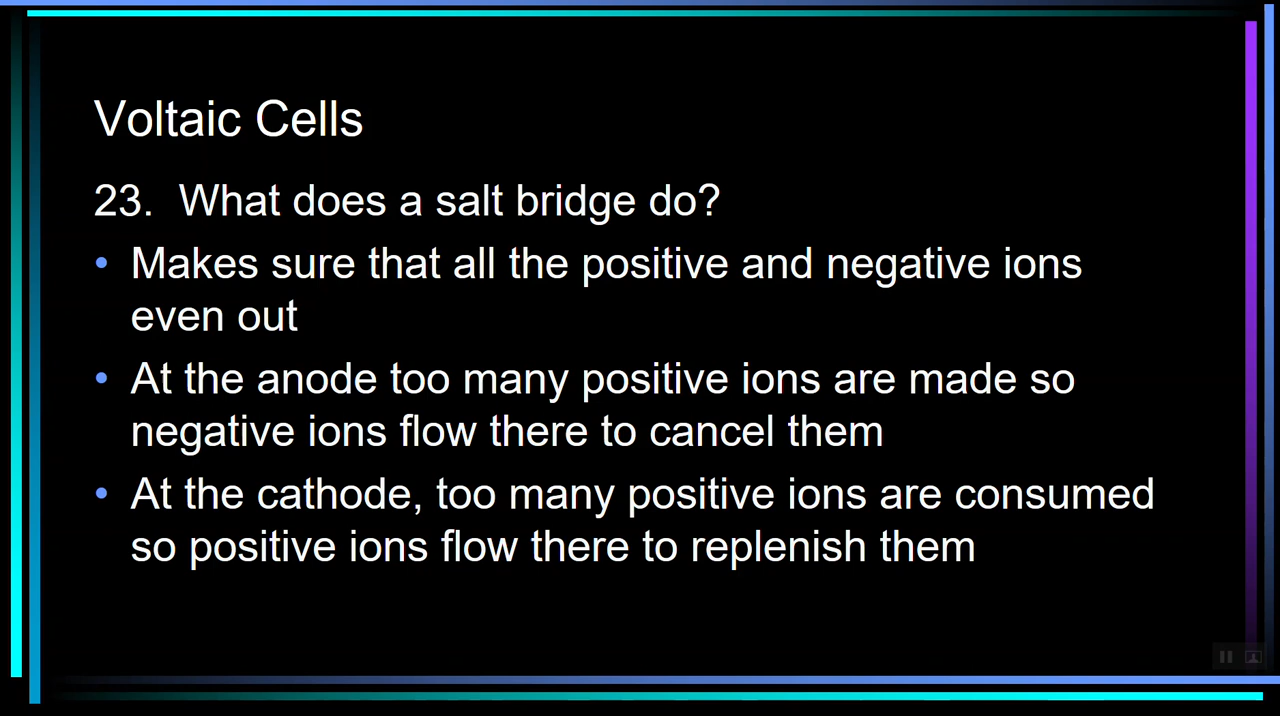 Voltaic Cells
23. What does a salt bridge do?
• Makes sure that all the positive and negative ions
even out
• At the anode too many positive ions are made so
negative ions flow there to cancel them
• At the cathode, too many positive ions are consumed
so positive ions flow there to replenish them